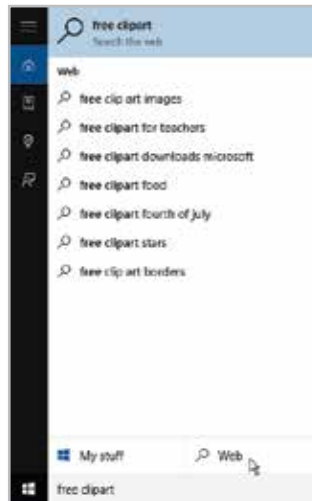 free clipart
Search the web
Web
free clip art images
free clipart for teachers
free clipart downloads microsoft
free clipart food
free clipart fourth of july
free clipart stars
free clip art borders
My stuff
Web
free clipart